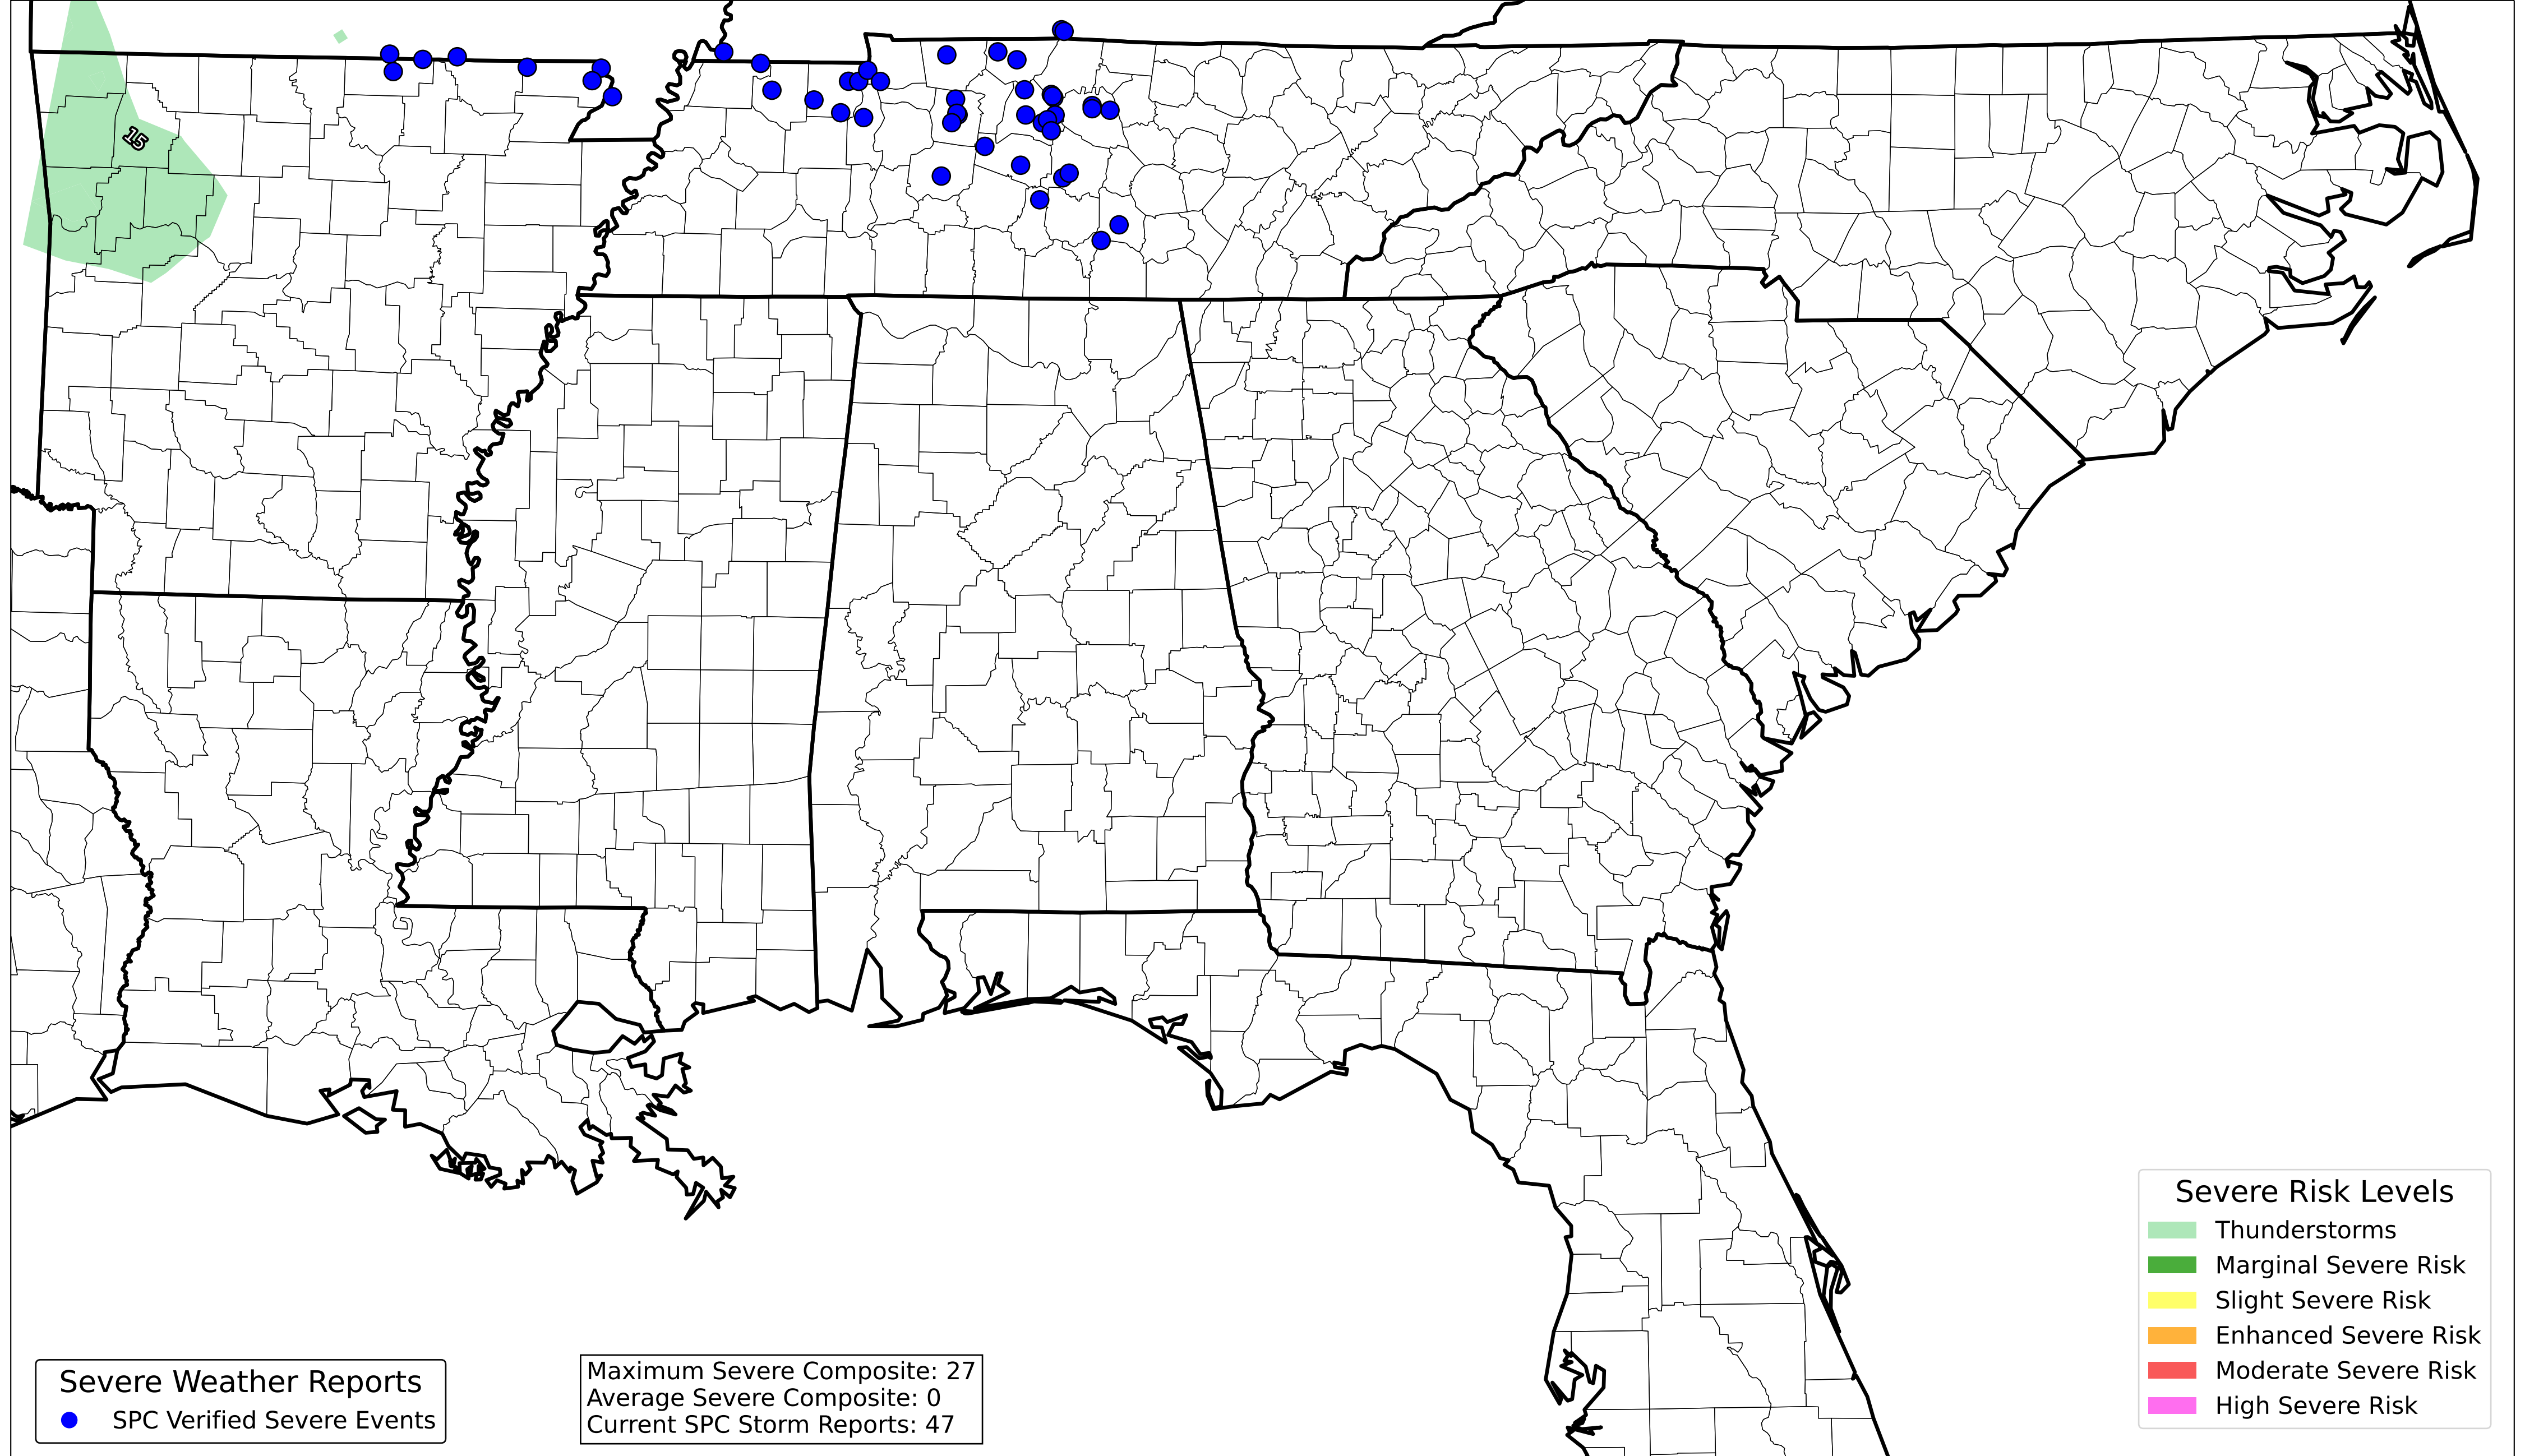 15
Severe Weather Reports
SPC Verified Severe Events
Maximum Severe Composite: 27
Average Severe Composite: 0
Current SPC Storm Reports: 47
Severe Risk Levels
Thunderstorms
Marginal Severe Risk
Slight Severe Risk
Enhanced Severe Risk
Moderate Severe Risk
High Severe Risk